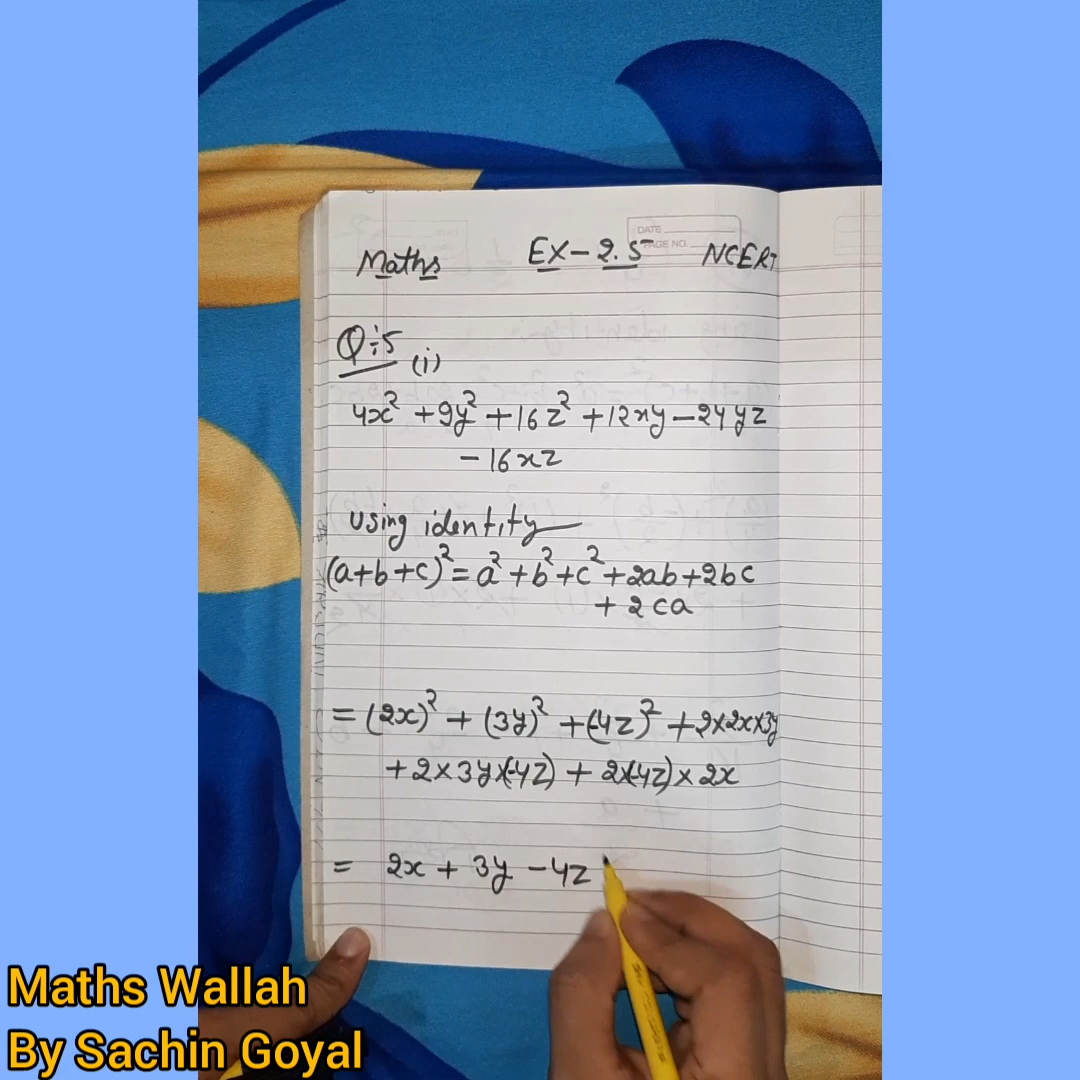 DATE
PAGE NO.
Maths Ex - 2.5 NCERT
Q:5 (i)
4x² + 9y² + 16z² + 12xy - 24yz
- 16xz
using identity
(a+b+c)² = a² + b² + c² + 2ab + 2bc
+ 2ca
= (2x)² + (3y)² + (-4z)² + 2×2x×3y
+ 2×3y×(-4z) + 2×(-4z)×2x
= 2x + 3y - 4z
Maths Wallah
By Sachin Goyal